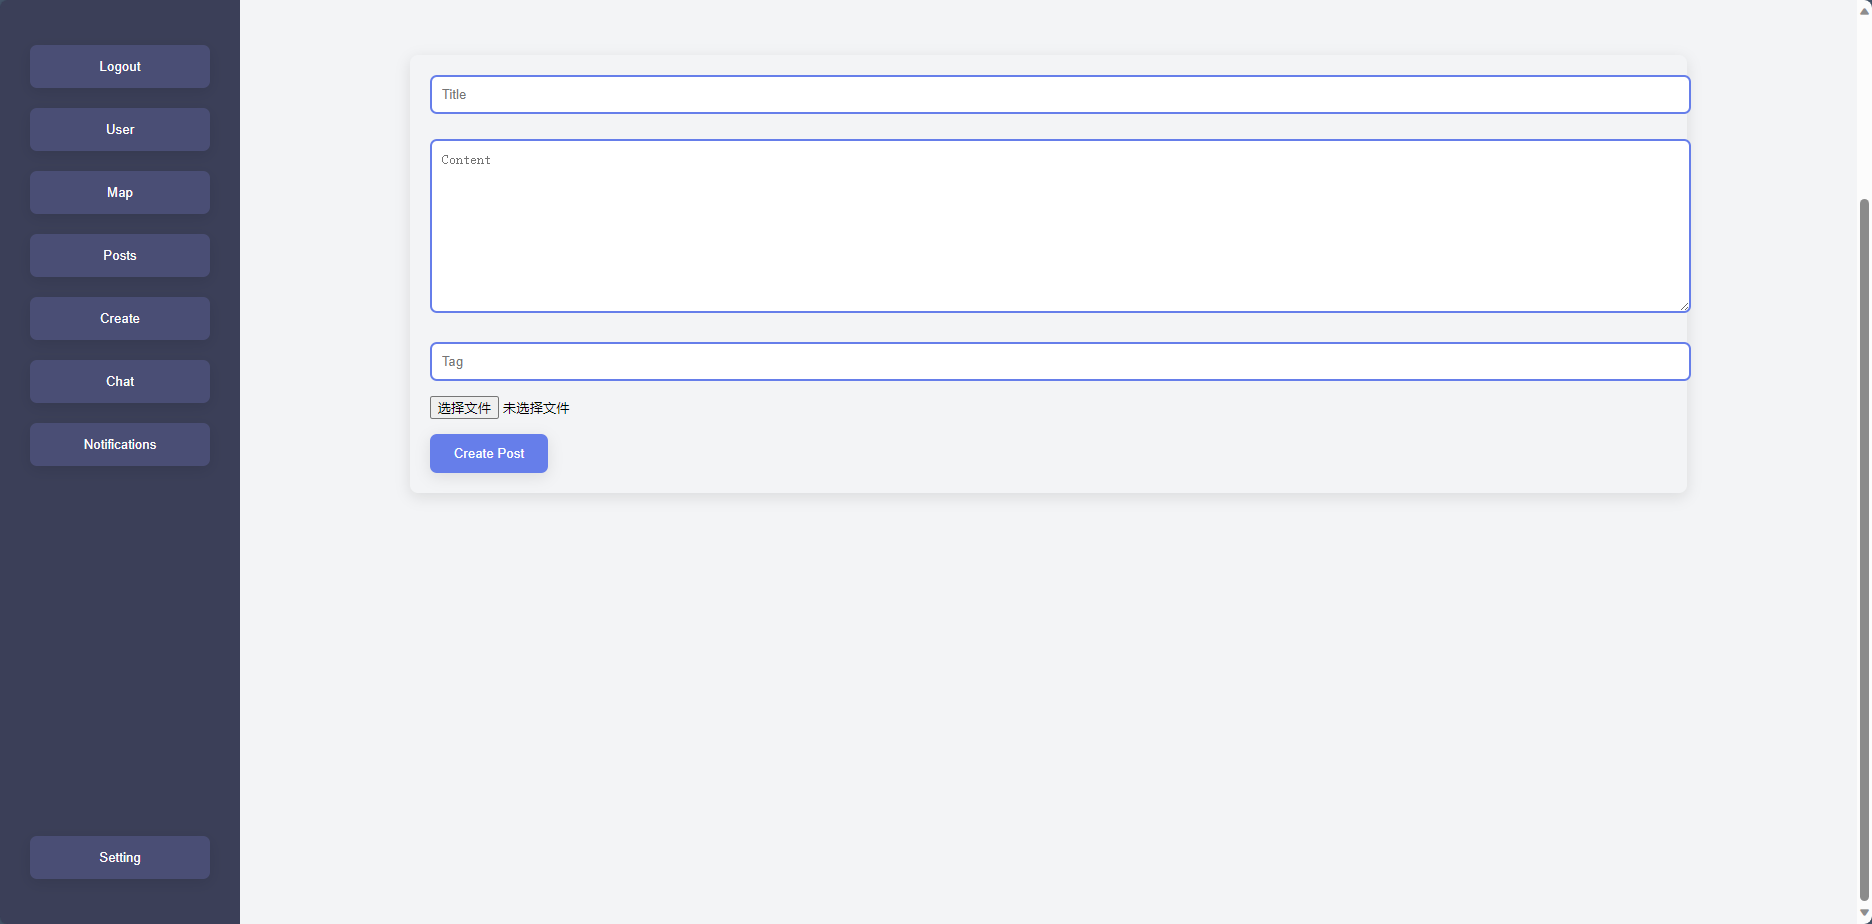 Logout
User
Map
Posts
Create
Chat
Notifications
Setting
Title
Content
Tag
选择文件 未选择文件
Create Post